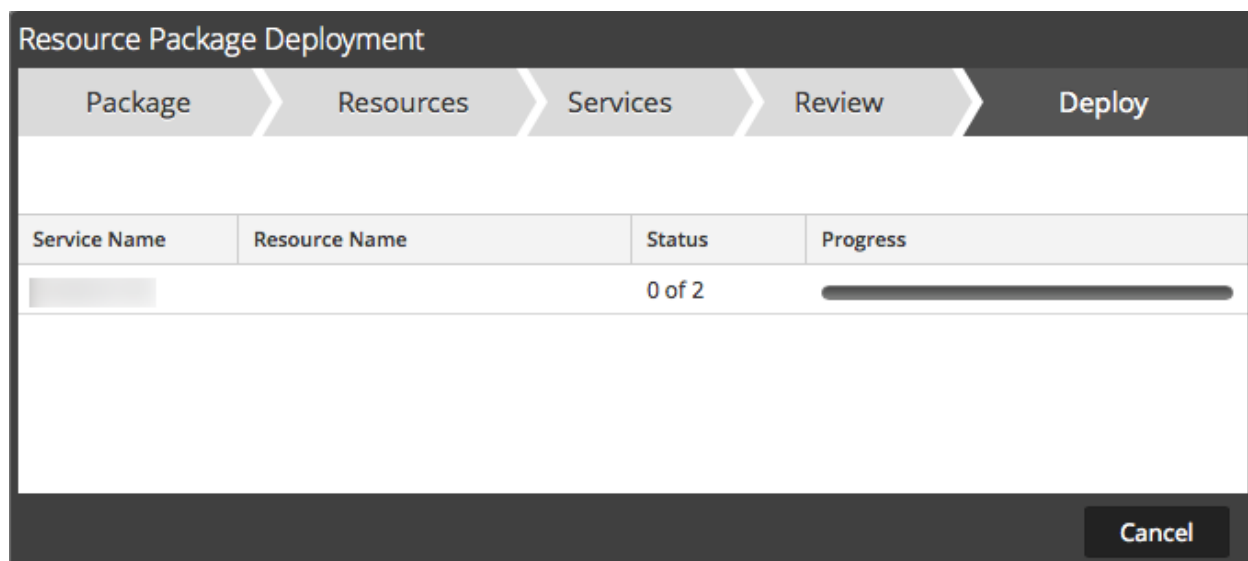 Resource Package Deployment
Package Resources Services Review Deploy
Service Name Resource Name Status Progress
0 of 2
Cancel